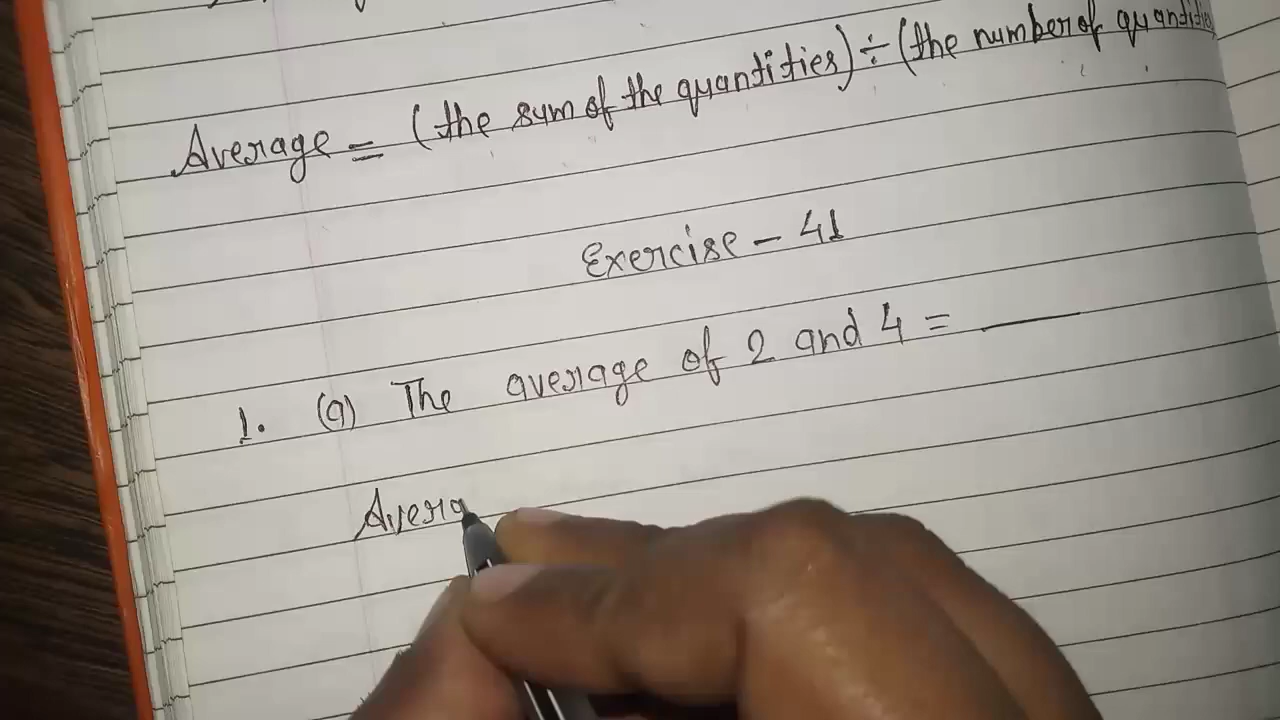 Average = (the sum of the quantities) ÷ (the number of quantitie
Exercise - 41
1. (a) The average of 2 and 4 = ____
Avera